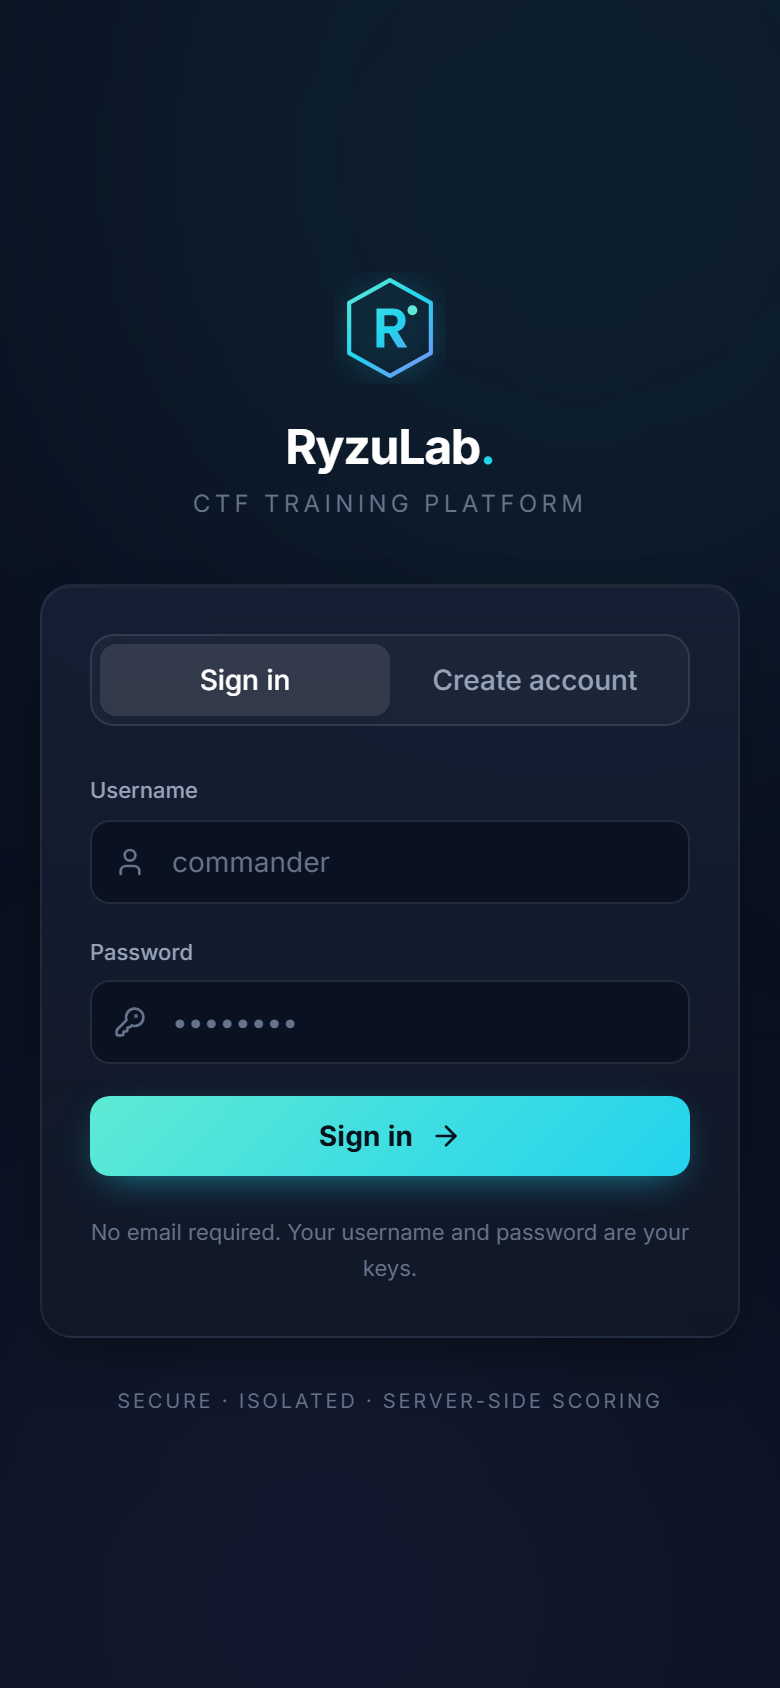 R
RyzuLab.
CTF TRAINING PLATFORM
Sign in
Create account
Username
commander
Password
••••••••
Sign in →
No email required. Your username and password are your
keys.
SECURE · ISOLATED · SERVER-SIDE SCORING